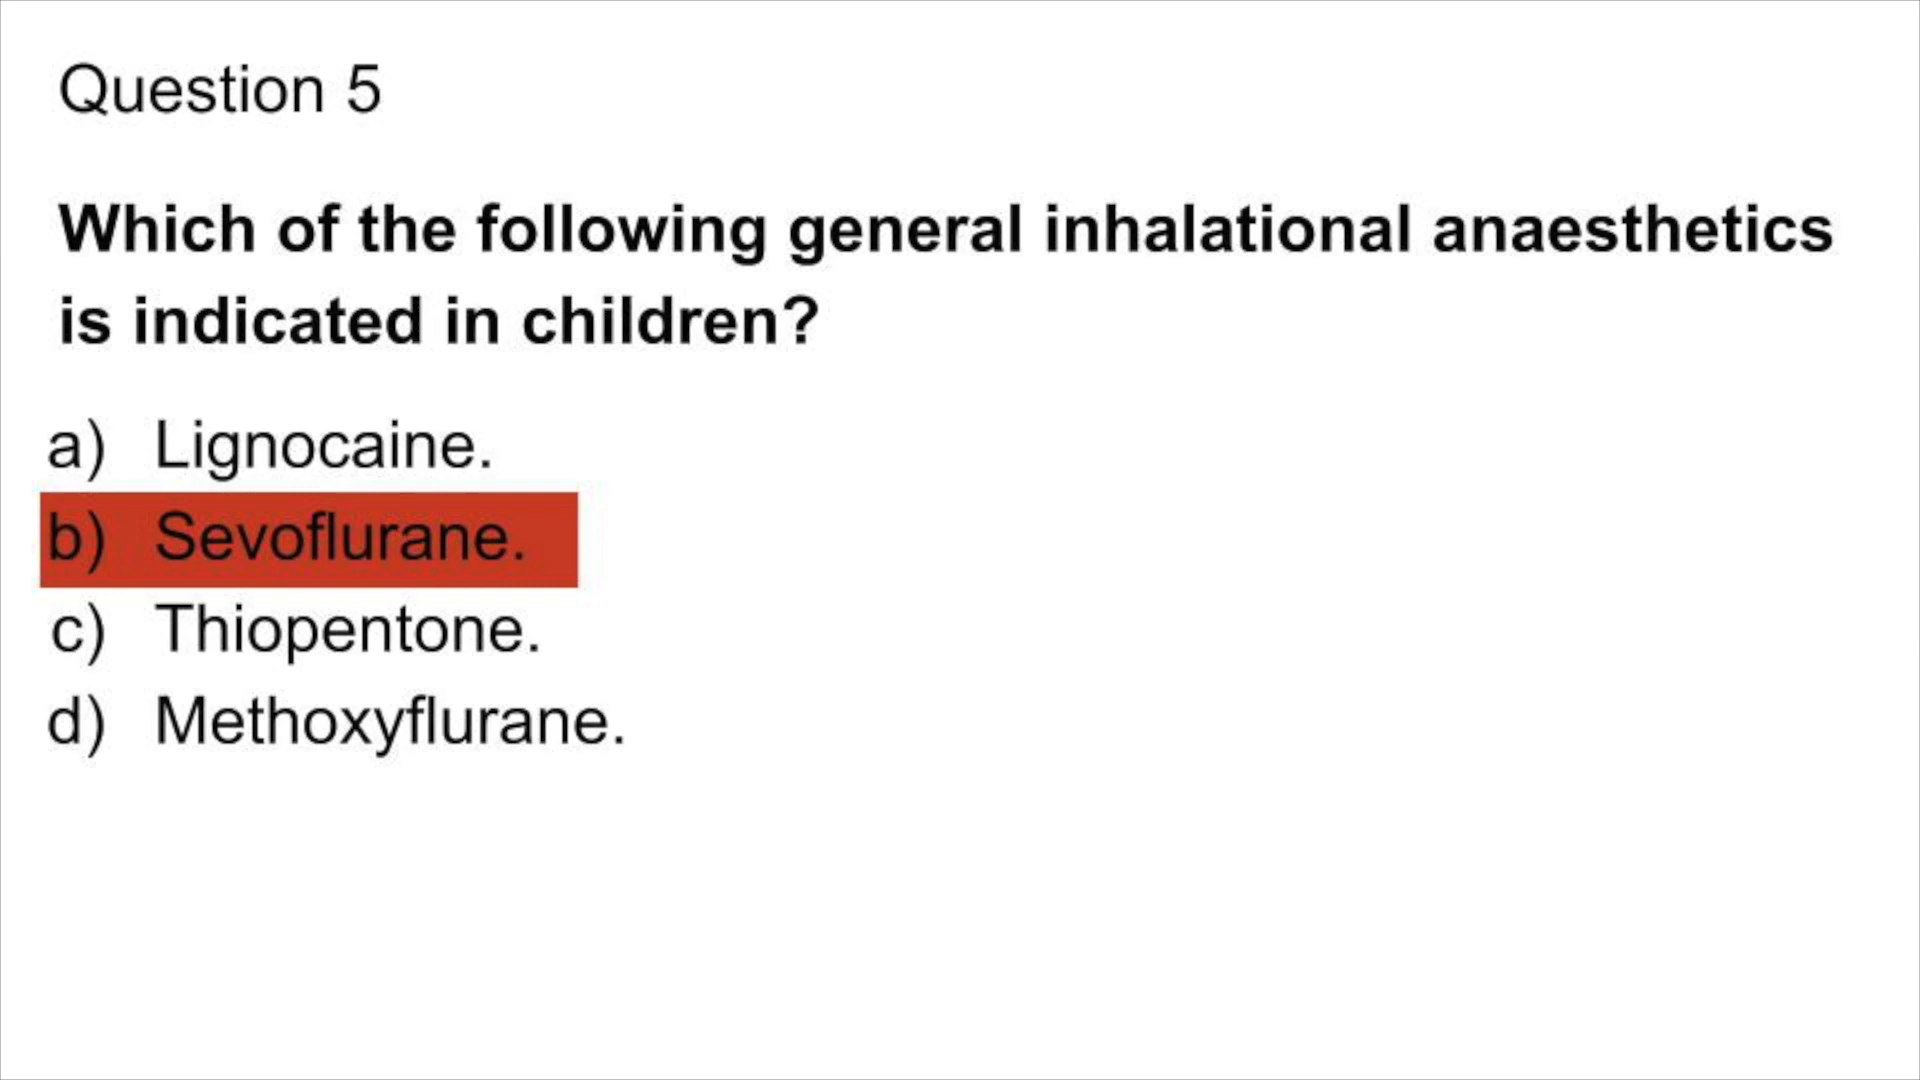 Question 5
Which of the following general inhalational anaesthetics
is indicated in children?
a) Lignocaine.
b) Sevoflurane.
c) Thiopentone.
d) Methoxyflurane.